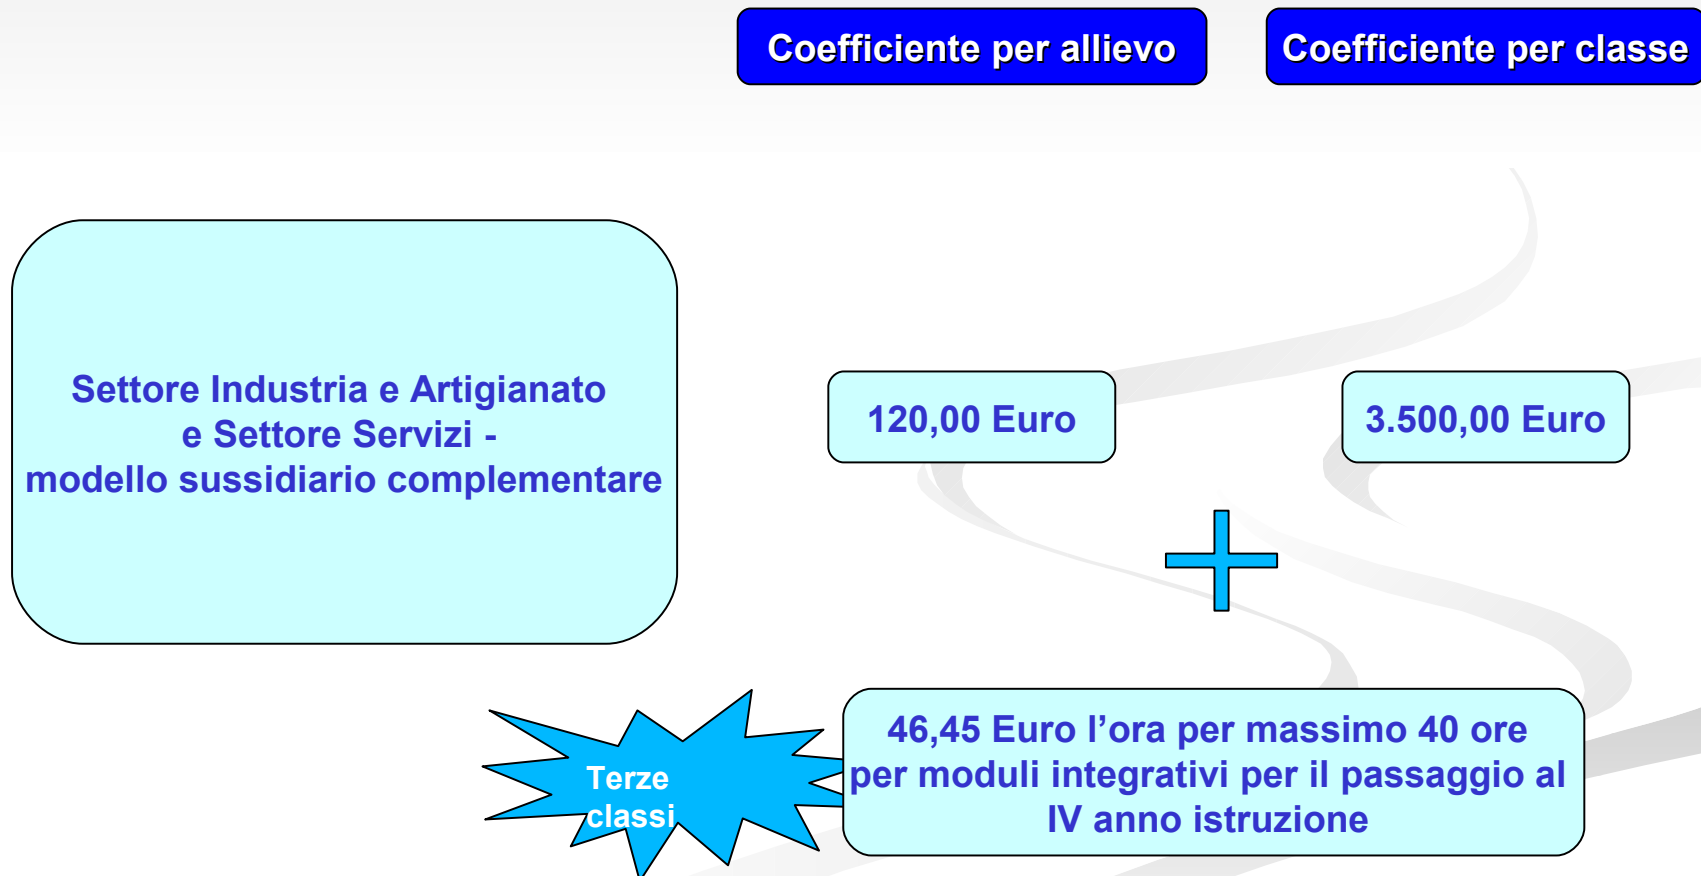 Coefficiente per allievo
Coefficiente per classe
Settore Industria e Artigianato
e Settore Servizi -
modello sussidiario complementare
120,00 Euro
3.500,00 Euro
Terze
classi
46,45 Euro l’ora per massimo 40 ore
per moduli integrativi per il passaggio al
IV anno istruzione